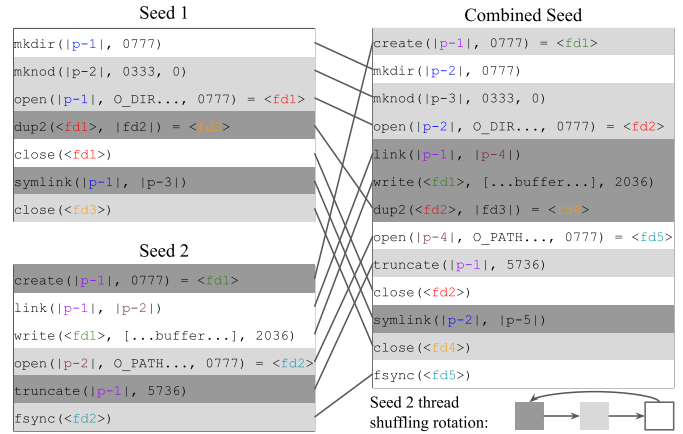 Seed 1
mkdir(|p-1|, 0777)
mknod(|p-2|, 0333, 0)
open(|p-1|, O_DIR..., 0777) = <fd1>
dup2(<fd1>, |fd2|) = <fd3>
close(<fd1>)
symlink(|p-1|, |p-3|)
close(<fd3>)
Seed 2
create(|p-1|, 0777) = <fd1>
link(|p-1|, |p-2|)
write(<fd1>, [...buffer...], 2036)
open(|p-2|, O_PATH..., 0777) = <fd2>
truncate(|p-1|, 5736)
fsync(<fd2>)
Combined Seed
create(|p-1|, 0777) = <fd1>
mkdir(|p-2|, 0777)
mknod(|p-3|, 0333, 0)
open(|p-2|, O_DIR..., 0777) = <fd2>
link(|p-1|, |p-4|)
write(<fd1>, [...buffer...], 2036)
dup2(<fd2>, |fd3|) = <fd4>
open(|p-4|, O_PATH..., 0777) = <fd5>
truncate(|p-1|, 5736)
close(<fd2>)
symlink(|p-2|, |p-5|)
close(<fd4>)
fsync(<fd5>)
Seed 2 thread
shuffling rotation: